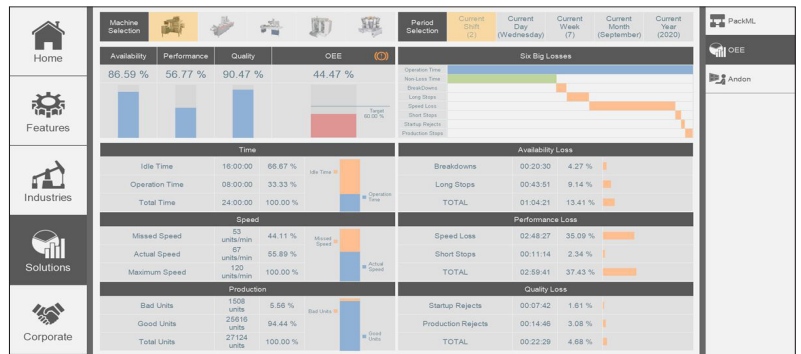 Home
Features
Industries
Solutions
Corporate
Machine
Selection
Period
Selection
Current
Shift
(2)
Current
Day
(Wednesday)
Current
Week
(7)
Current
Month
(September)
Current
Year
(2020)
Availability Performance Quality OEE
86.59 % 56.77 % 90.47 % 44.47 %
Target
60.00 %
Six Big Losses
Operation Time
Non-Loss Time
BreakDowns
Long Stops
Speed Loss
Short Stops
Startup Rejects
Production Stops
Time
Idle Time 16:00:00 66.67 %
Operation Time 08:00:00 33.33 %
Total Time 24:00:00 100.00 %
Idle Time
Operation
Time
Availability Loss
Breakdowns 00:20:30 4.27 %
Long Stops 00:43:51 9.14 %
TOTAL 01:04:21 13.41 %
Speed
Missed Speed 53 units/min 44.11 %
Actual Speed 67 units/min 55.89 %
Maximum Speed 120 units/min 100.00 %
Missed
Speed
Actual
Speed
Performance Loss
Speed Loss 02:48:27 35.09 %
Short Stops 00:11:14 2.34 %
TOTAL 02:59:41 37.43 %
Production
Bad Units 1508 units 5.56 %
Good Units 25616 units 94.44 %
Total Units 27124 units 100.00 %
Bad Units
Good
Units
Quality Loss
Startup Rejects 00:07:42 1.61 %
Production Rejects 00:14:46 3.08 %
TOTAL 00:22:29 4.68 %
PackML
OEE
Andon